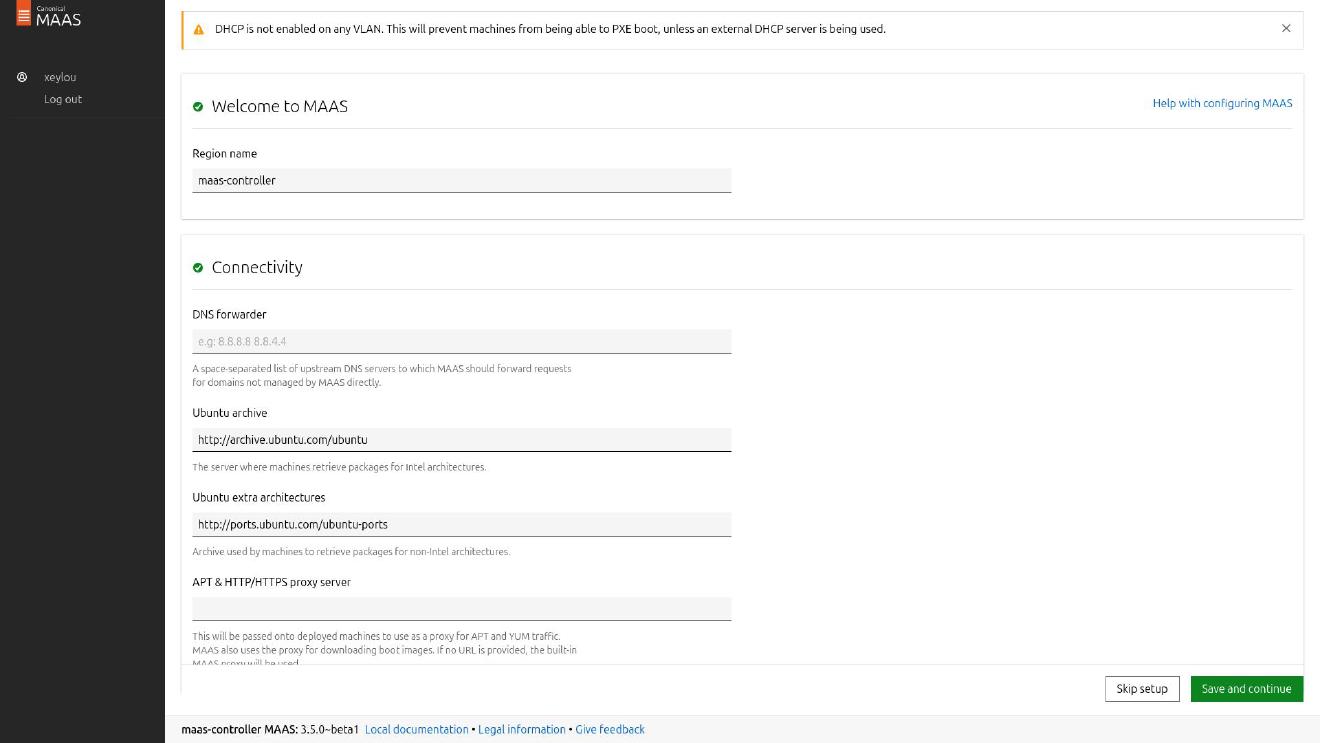 Canonical
MAAS
xeylou
Log out
DHCP is not enabled on any VLAN. This will prevent machines from being able to PXE boot, unless an external DHCP server is being used.
Welcome to MAAS
Help with configuring MAAS
Region name
maas-controller
Connectivity
DNS forwarder
e.g: 8.8.8.8 8.8.4.4
A space-separated list of upstream DNS servers to which MAAS should forward requests
for domains not managed by MAAS directly.
Ubuntu archive
http://archive.ubuntu.com/ubuntu
The server where machines retrieve packages for Intel architectures.
Ubuntu extra architectures
http://ports.ubuntu.com/ubuntu-ports
Archive used by machines to retrieve packages for non-Intel architectures.
APT & HTTP/HTTPS proxy server
This will be passed onto deployed machines to use as a proxy for APT and YUM traffic.
MAAS also uses the proxy for downloading boot images. If no URL is provided, the built-in
MAAS proxy will be used.
Skip setup
Save and continue
maas-controller MAAS: 3.5.0~beta1 Local documentation • Legal information • Give feedback